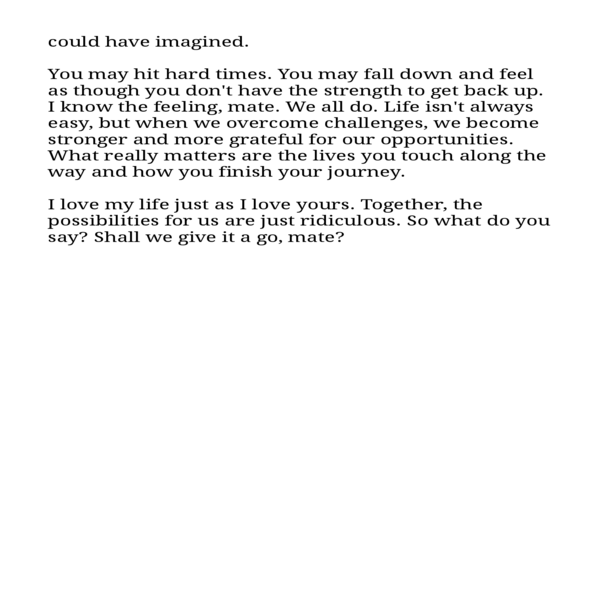 could have imagined.
You may hit hard times. You may fall down and feel
as though you don't have the strength to get back up.
I know the feeling, mate. We all do. Life isn't always
easy, but when we overcome challenges, we become
stronger and more grateful for our opportunities.
What really matters are the lives you touch along the
way and how you finish your journey.
I love my life just as I love yours. Together, the
possibilities for us are just ridiculous. So what do you
say? Shall we give it a go, mate?